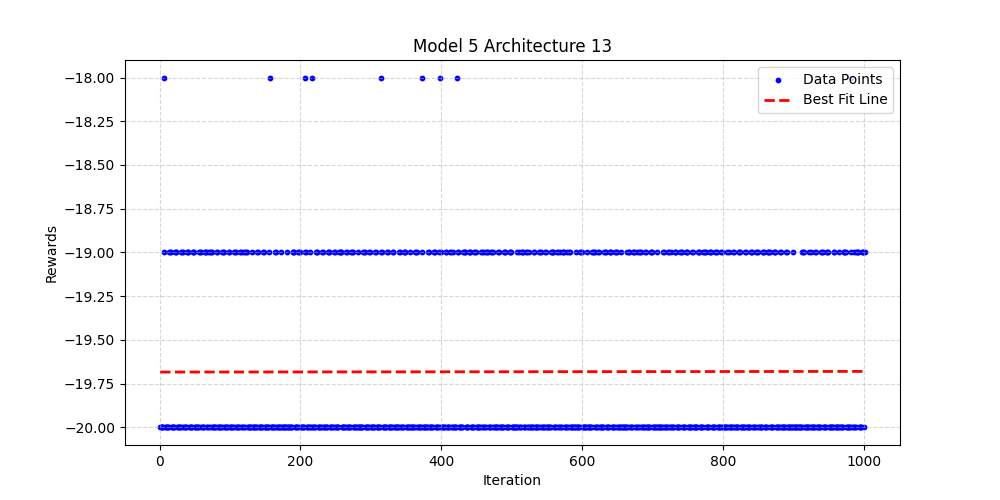 Model 5 Architecture 13
Rewards
−18.00
−18.25
−18.50
−18.75
−19.00
−19.25
−19.50
−19.75
−20.00
Data Points
Best Fit Line
0 200 400 600 800 1000
Iteration